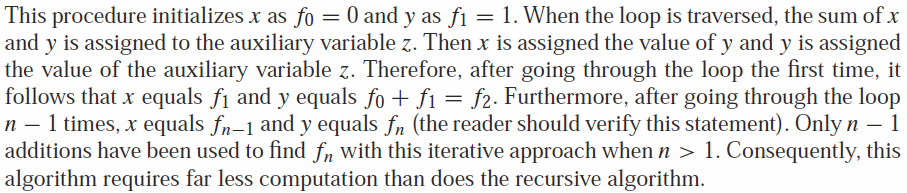 This procedure initializes x as f₀ = 0 and y as f₁ = 1. When the loop is traversed, the sum of x
and y is assigned to the auxiliary variable z. Then x is assigned the value of y and y is assigned
the value of the auxiliary variable z. Therefore, after going through the loop the first time, it
follows that x equals f₁ and y equals f₀ + f₁ = f₂. Furthermore, after going through the loop
n − 1 times, x equals fₙ₋₁ and y equals fₙ (the reader should verify this statement). Only n − 1
additions have been used to find fₙ with this iterative approach when n > 1. Consequently, this
algorithm requires far less computation than does the recursive algorithm.